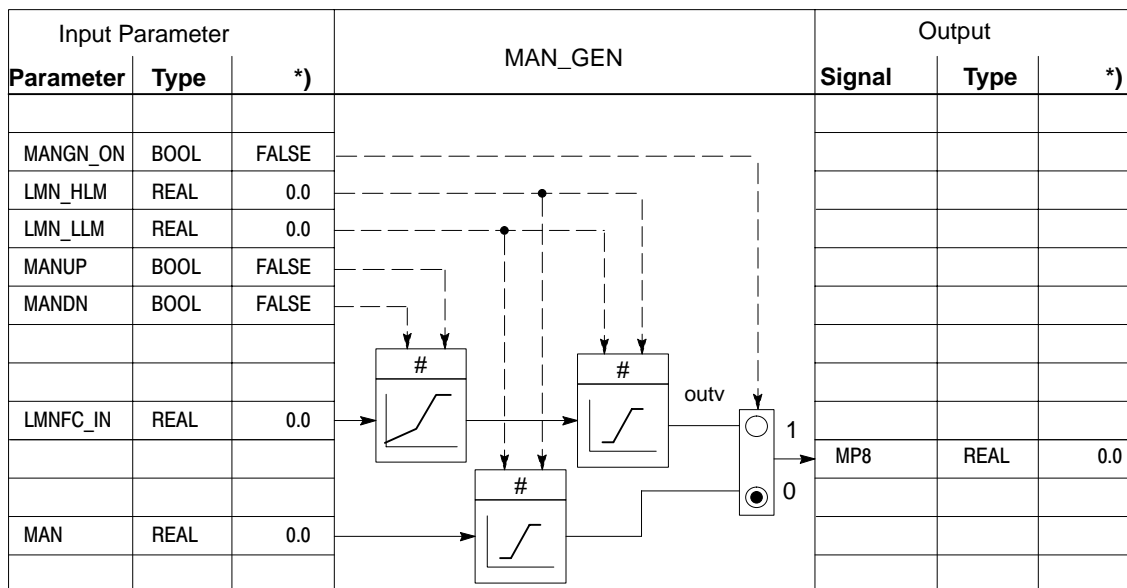 Input Parameter MAN_GEN Output
Parameter Type *) Signal Type *)
MANGN_ON BOOL FALSE
LMN_HLM REAL 0.0
LMN_LLM REAL 0.0
MANUP BOOL FALSE
MANDN BOOL FALSE
# #
outv
LMNFC_IN REAL 0.0 1
MP8 REAL 0.0
# 0
MAN REAL 0.0